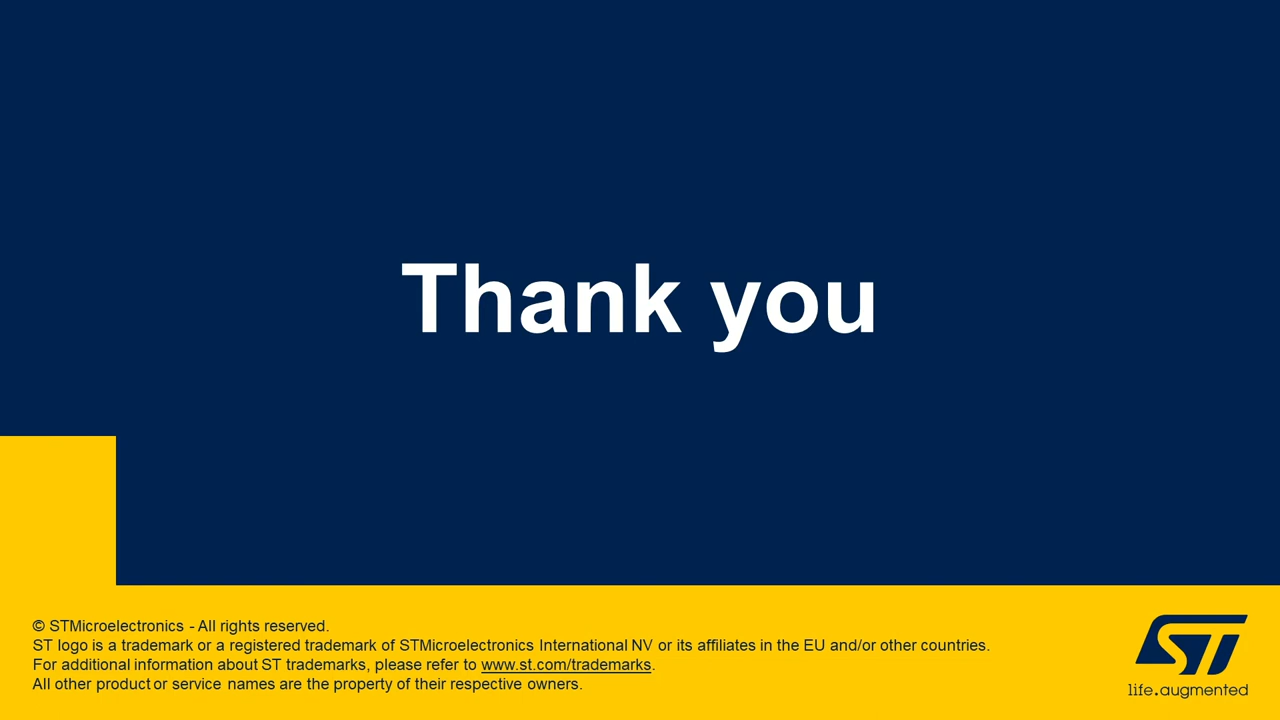 Thank you
© STMicroelectronics - All rights reserved.
ST logo is a trademark or a registered trademark of STMicroelectronics International NV or its affiliates in the EU and/or other countries.
For additional information about ST trademarks, please refer to www.st.com/trademarks.
All other product or service names are the property of their respective owners.
ST
life.augmented